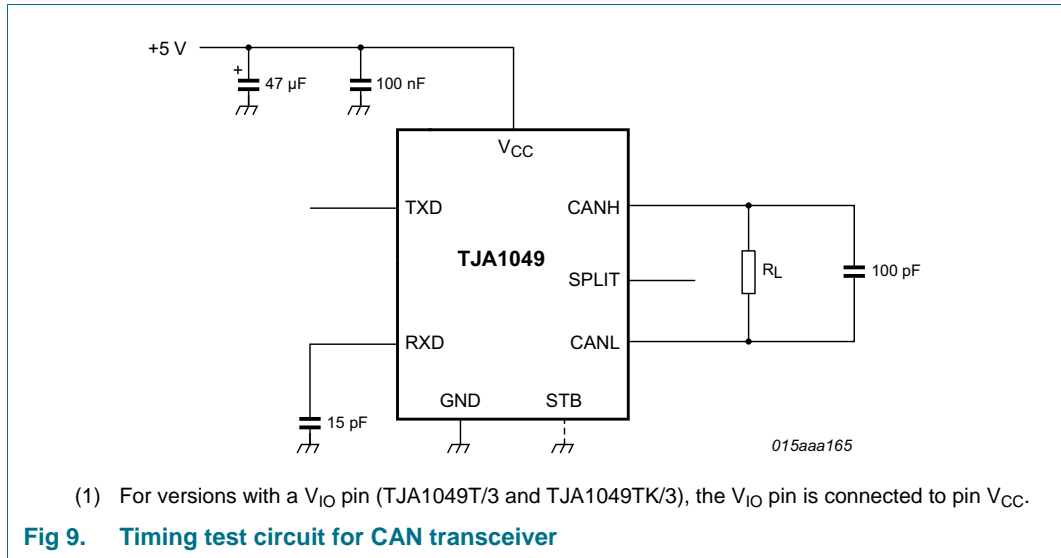 +5 V
+
47 µF
100 nF
VCC
TXD
CANH
TJA1049
RL
100 pF
SPLIT
RXD
CANL
GND
STB
15 pF
015aaa165
(1) For versions with a VIO pin (TJA1049T/3 and TJA1049TK/3), the VIO pin is connected to pin VCC.
Fig 9. Timing test circuit for CAN transceiver